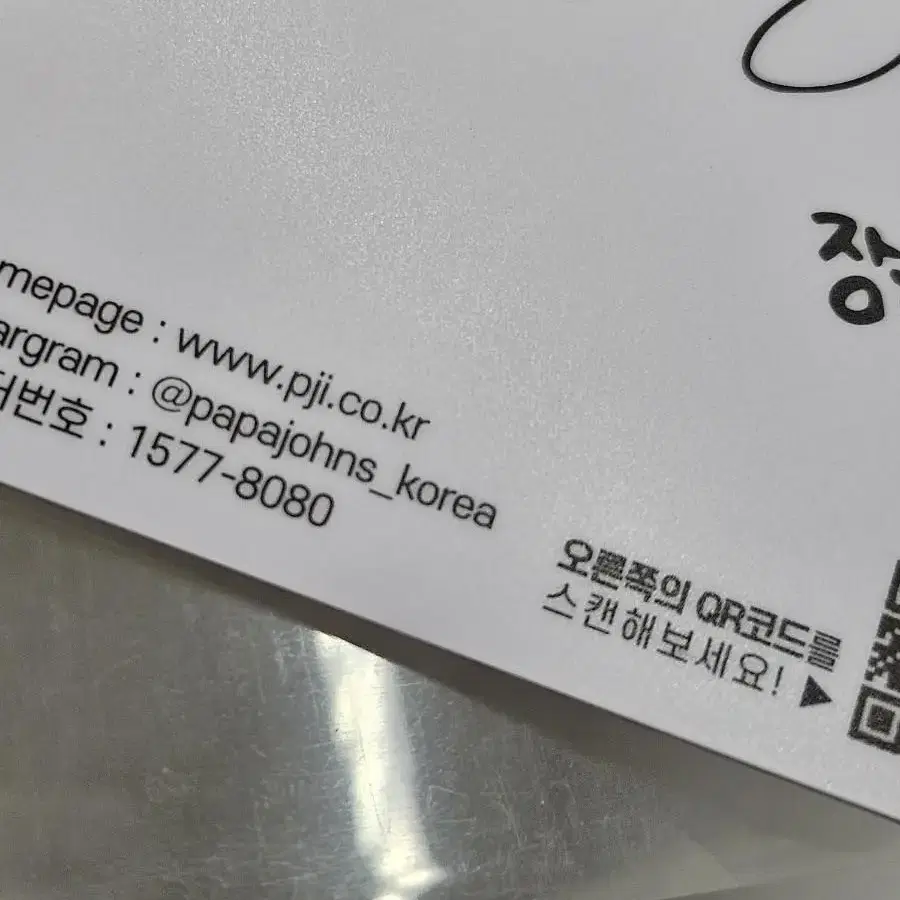 장
mepage : www.pji.co.kr
argram : @papajohns_korea
번호 : 1577-8080
오른쪽의 QR코드를
스캔해보세요! ▶